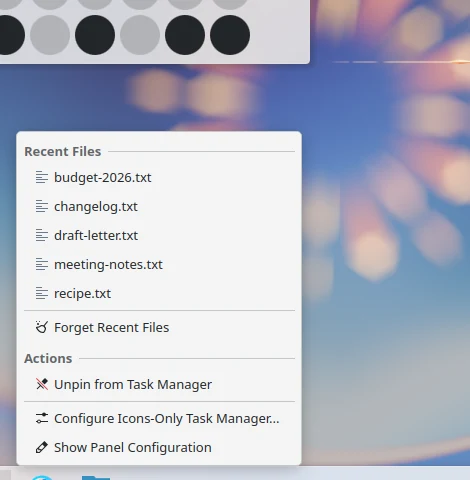 Recent Files
budget-2026.txt
changelog.txt
draft-letter.txt
meeting-notes.txt
recipe.txt
Forget Recent Files
Actions
Unpin from Task Manager
Configure Icons-Only Task Manager...
Show Panel Configuration